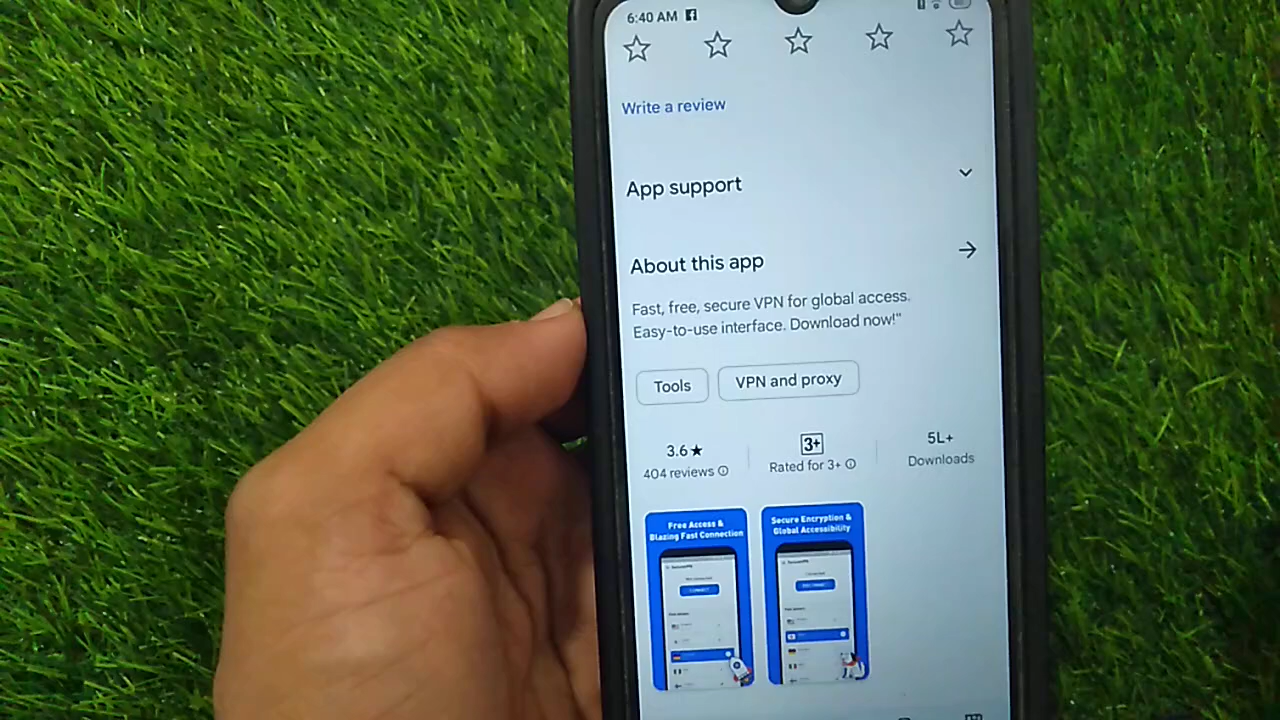 6:40 AM
Write a review
App support
About this app
Fast, free, secure VPN for global access.
Easy-to-use interface. Download now!"
Tools
VPN and proxy
3.6★
404 reviews
3+
Rated for 3+
5L+
Downloads
Free Access &
Blazing Fast Connection
Secure Encryption &
Global Accessibility